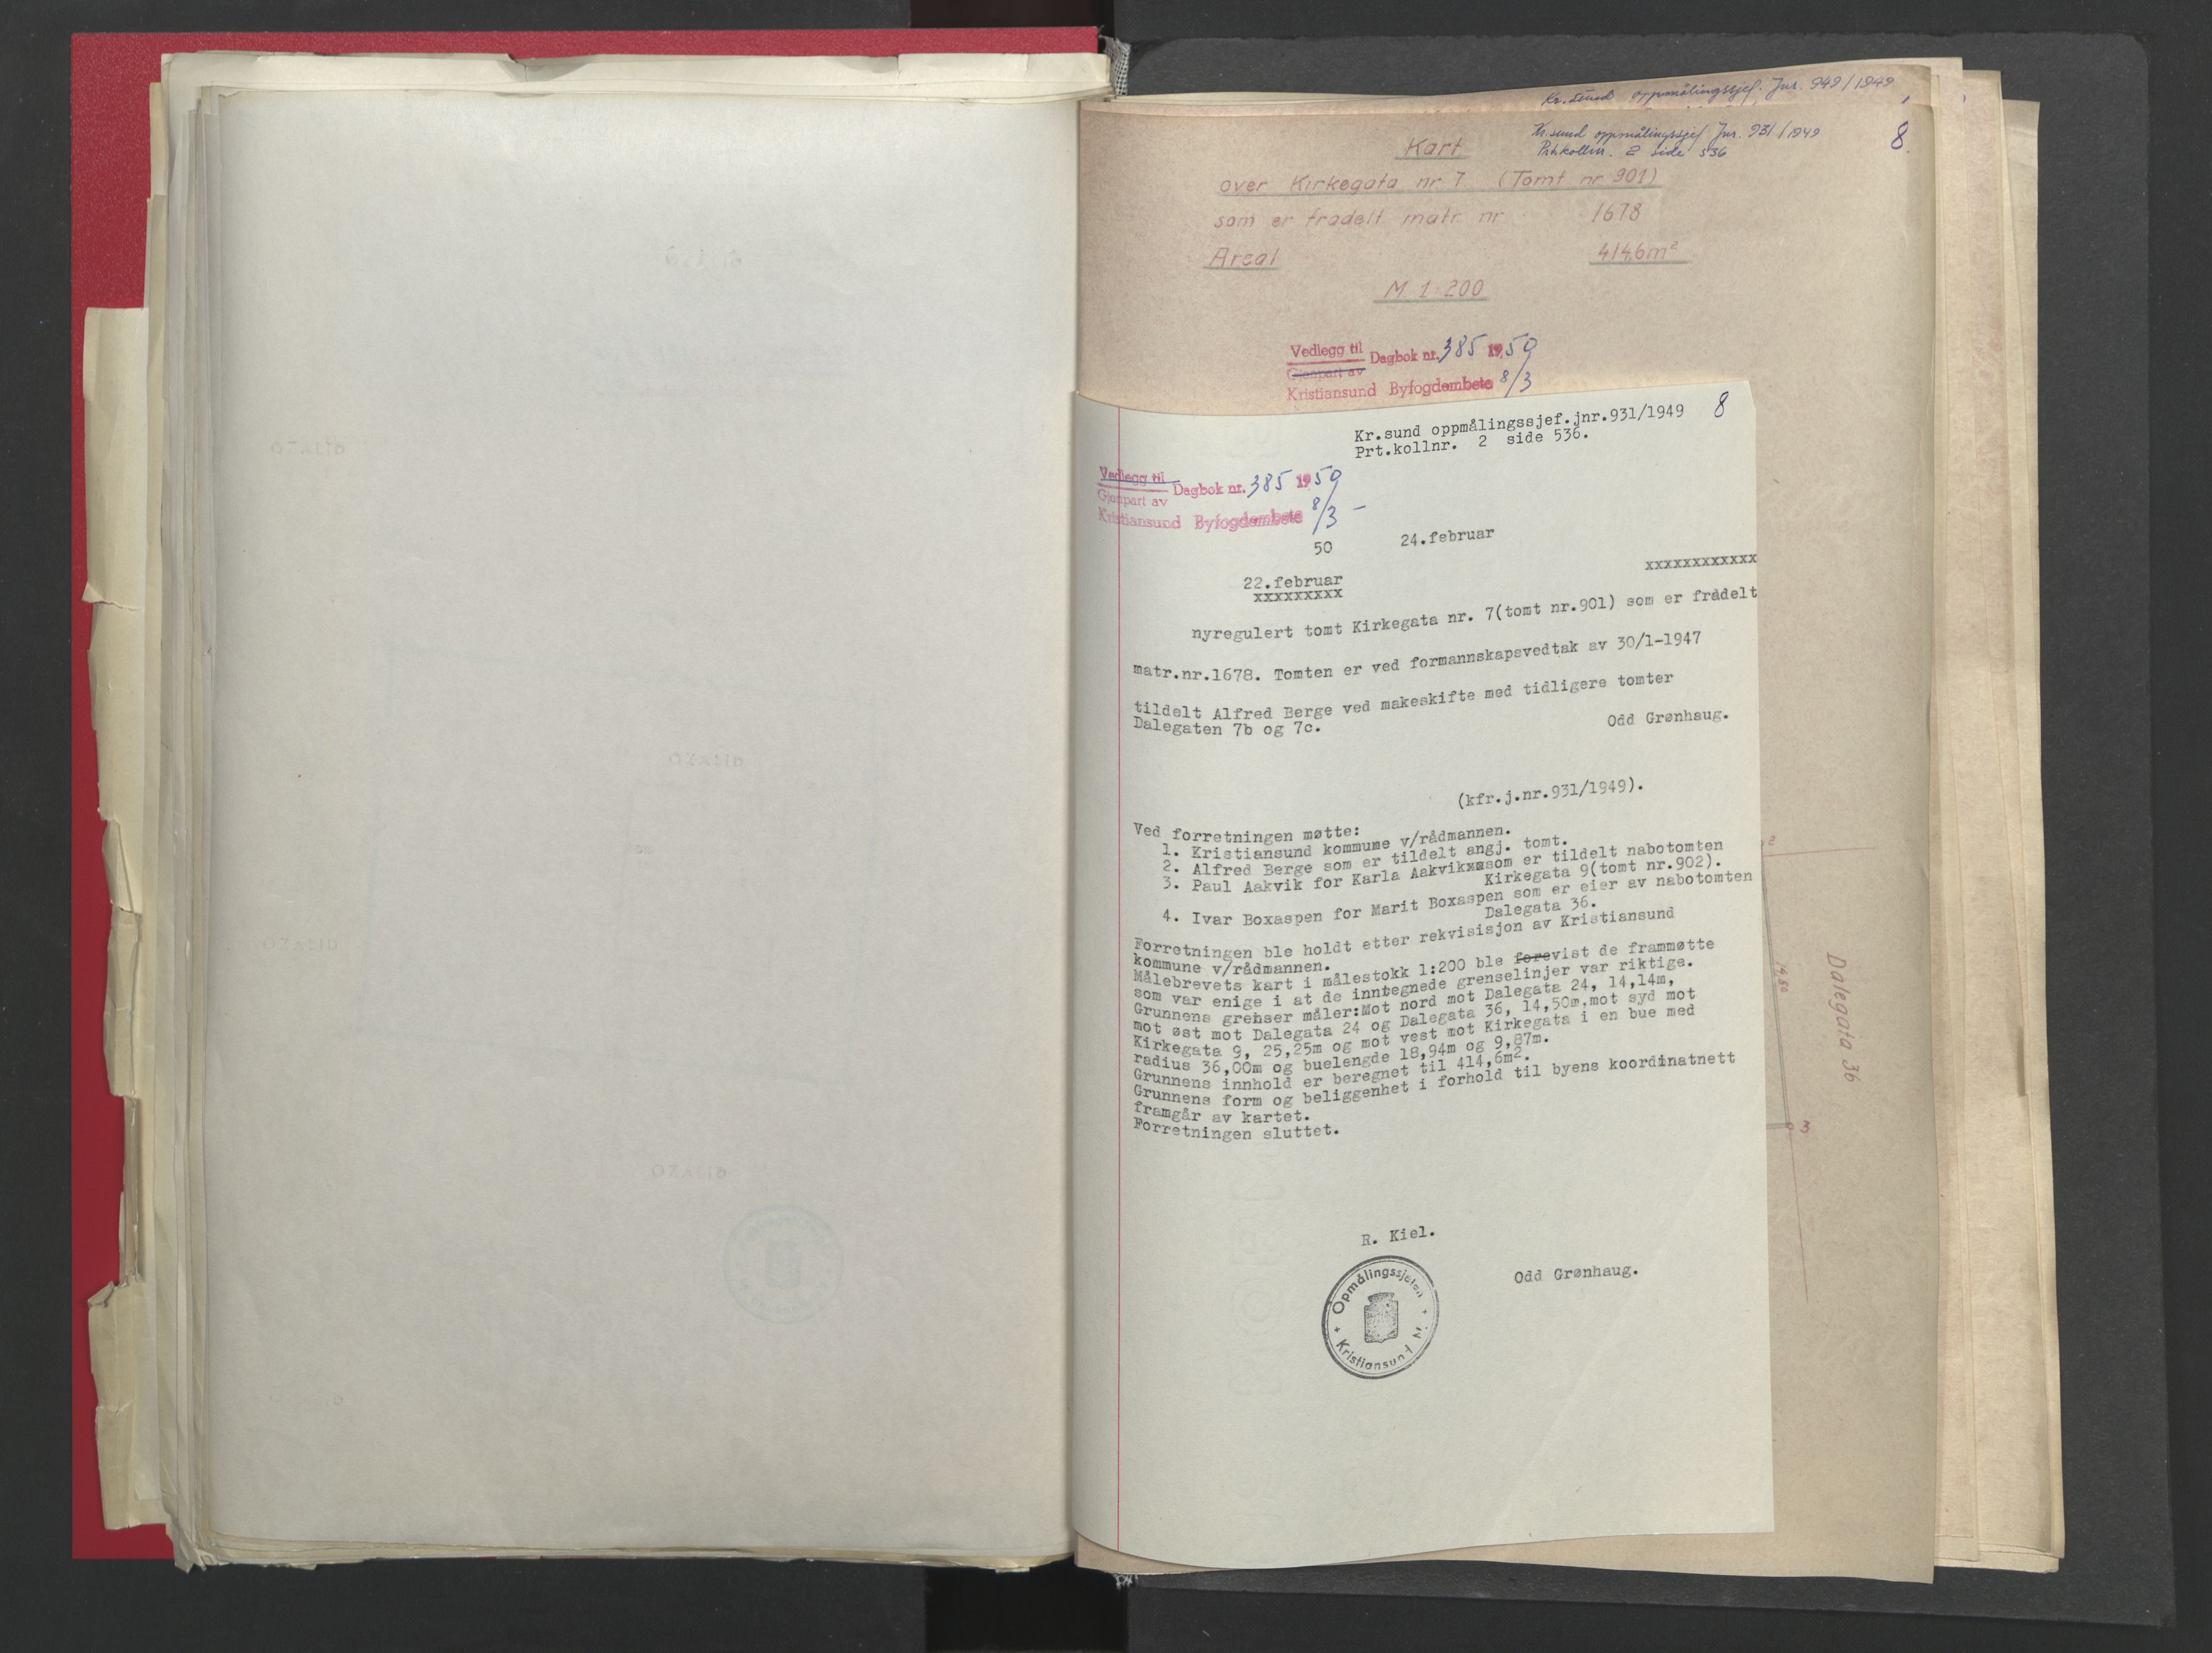 Kr.sund oppmålingssjef. Jnr. 949/1949
Kr.sund oppmålingssjef Jnr. 931/1949
Prt.kollnr. 2 side 536
8.
Kart
over Kirkegata nr 7 (Tomt nr 901)
som er fradelt matr. nr 1678
Areal 414.6m²
M 1:200
Vedlegg til
Gjenpart av
Dagbok nr. 385 1950
Kristiansund Byfogdembete 8/3
Kr.sund oppmålingssjef.jnr.931/1949 8
Prt.kollnr. 2 side 536.
Vedlegg til
Gjenpart av
Dagbok nr. 385 1950
Kristiansund Byfogdembete 8/3 -
50 24.februar
xxxxxxxxxxxx
22.februar
xxxxxxxxx
nyregulert tomt Kirkegata nr. 7(tomt nr.901) som er frådelt
matr.nr.1678. Tomten er ved formannskapsvedtak av 30/1-1947
tildelt Alfred Berge ved makeskifte med tidligere tomter
Dalegaten 7b og 7c.
Odd Grønhaug.
(kfr.j.nr.931/1949).
Ved forretningen møtte:
1. Kristiansund kommune v/rådmannen.
2. Alfred Berge som er tildelt angj. tomt.
3. Paul Aakvik for Karla Aakvikxxsom er tildelt nabotomten
Kirkegata 9(tomt nr.902).
4. Ivar Boxaspen for Marit Boxaspen som er eier av nabotomten
Dalegata 36.
Forretningen ble holdt etter rekvisisjon av Kristiansund
kommune v/rådmannen.
Målebrevets kart i målestokk 1:200 ble forevist de frammøtte
som var enige i at de inntegnede grenselinjer var riktige.
Grunnens grenser måler:Mot nord mot Dalegata 24, 14,14m,
mot øst mot Dalegata 24 og Dalegata 36, 14,50m,mot syd mot
Kirkegata 9, 25,25m og mot vest mot Kirkegata i en bue med
radius 36,00m og buelengde 18,94m og 9,87m.
Grunnens innhold er beregnet til 414,6m2.
Grunnens form og beliggenhet i forhold til byens koordinatnett
framgår av kartet.
Forretningen sluttet.
R. Kiel.
Odd Grønhaug.
Opmålingssjefen
Kristiansund N.
2
14,50
Dalegata 36
3
OZALID
OZALID
OZALID
OZALID